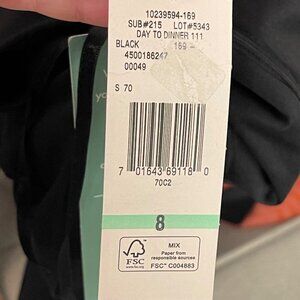 10239594-169
SUB#215 LOT#5343
DAY TO DINNER 111
BLACK 169
4500186247
00049
S 70
7 01643 69118 0
70C2
8
FSC
www.fsc.org
MIX
Paper from
responsible sources
FSC™ C004883